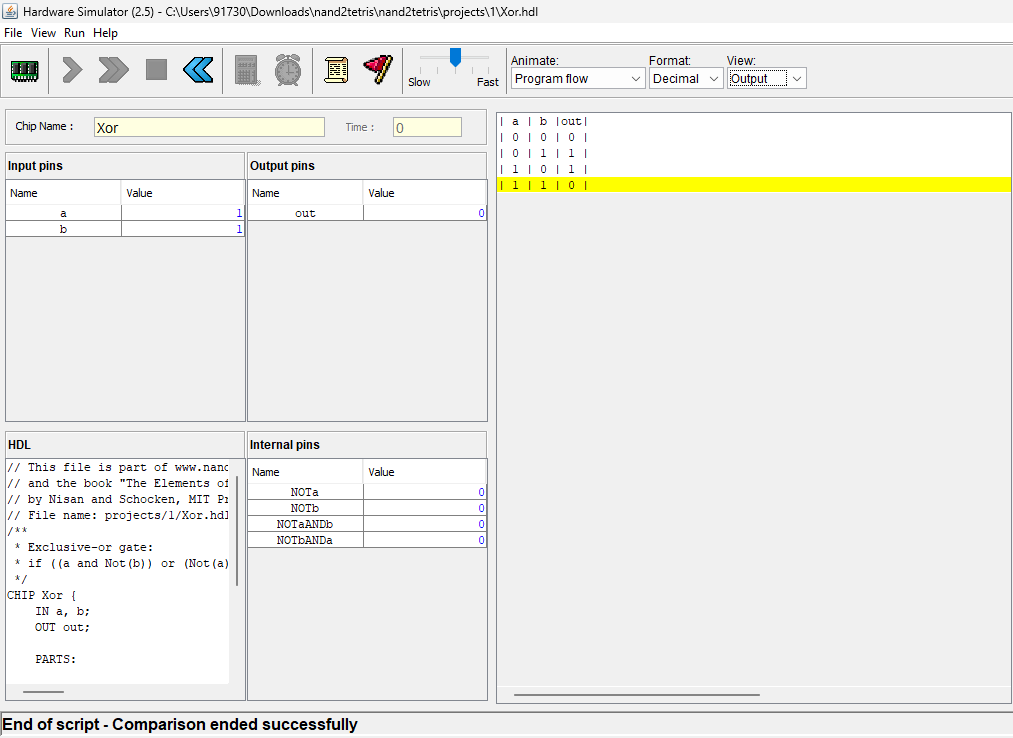 Hardware Simulator (2.5) - C:\Users\91730\Downloads\nand2tetris\nand2tetris\projects\1\Xor.hdl
File View Run Help
Slow Fast
Animate: Format: View:
Program flow Decimal Output
Chip Name : Xor Time : 0
Input pins
Name Value
a 1
b 1
Output pins
Name Value
out 0
| a | b |out|
| 0 | 0 | 0 |
| 0 | 1 | 1 |
| 1 | 0 | 1 |
| 1 | 1 | 0 |
HDL
// This file is part of www.nand
// and the book "The Elements of
// by Nisan and Schocken, MIT Pr
// File name: projects/1/Xor.hdl
/**
* Exclusive-or gate:
* if ((a and Not(b)) or (Not(a)
*/
CHIP Xor {
IN a, b;
OUT out;
PARTS:
Internal pins
Name Value
NOTa 0
NOTb 0
NOTaANDb 0
NOTbANDa 0
End of script - Comparison ended successfully